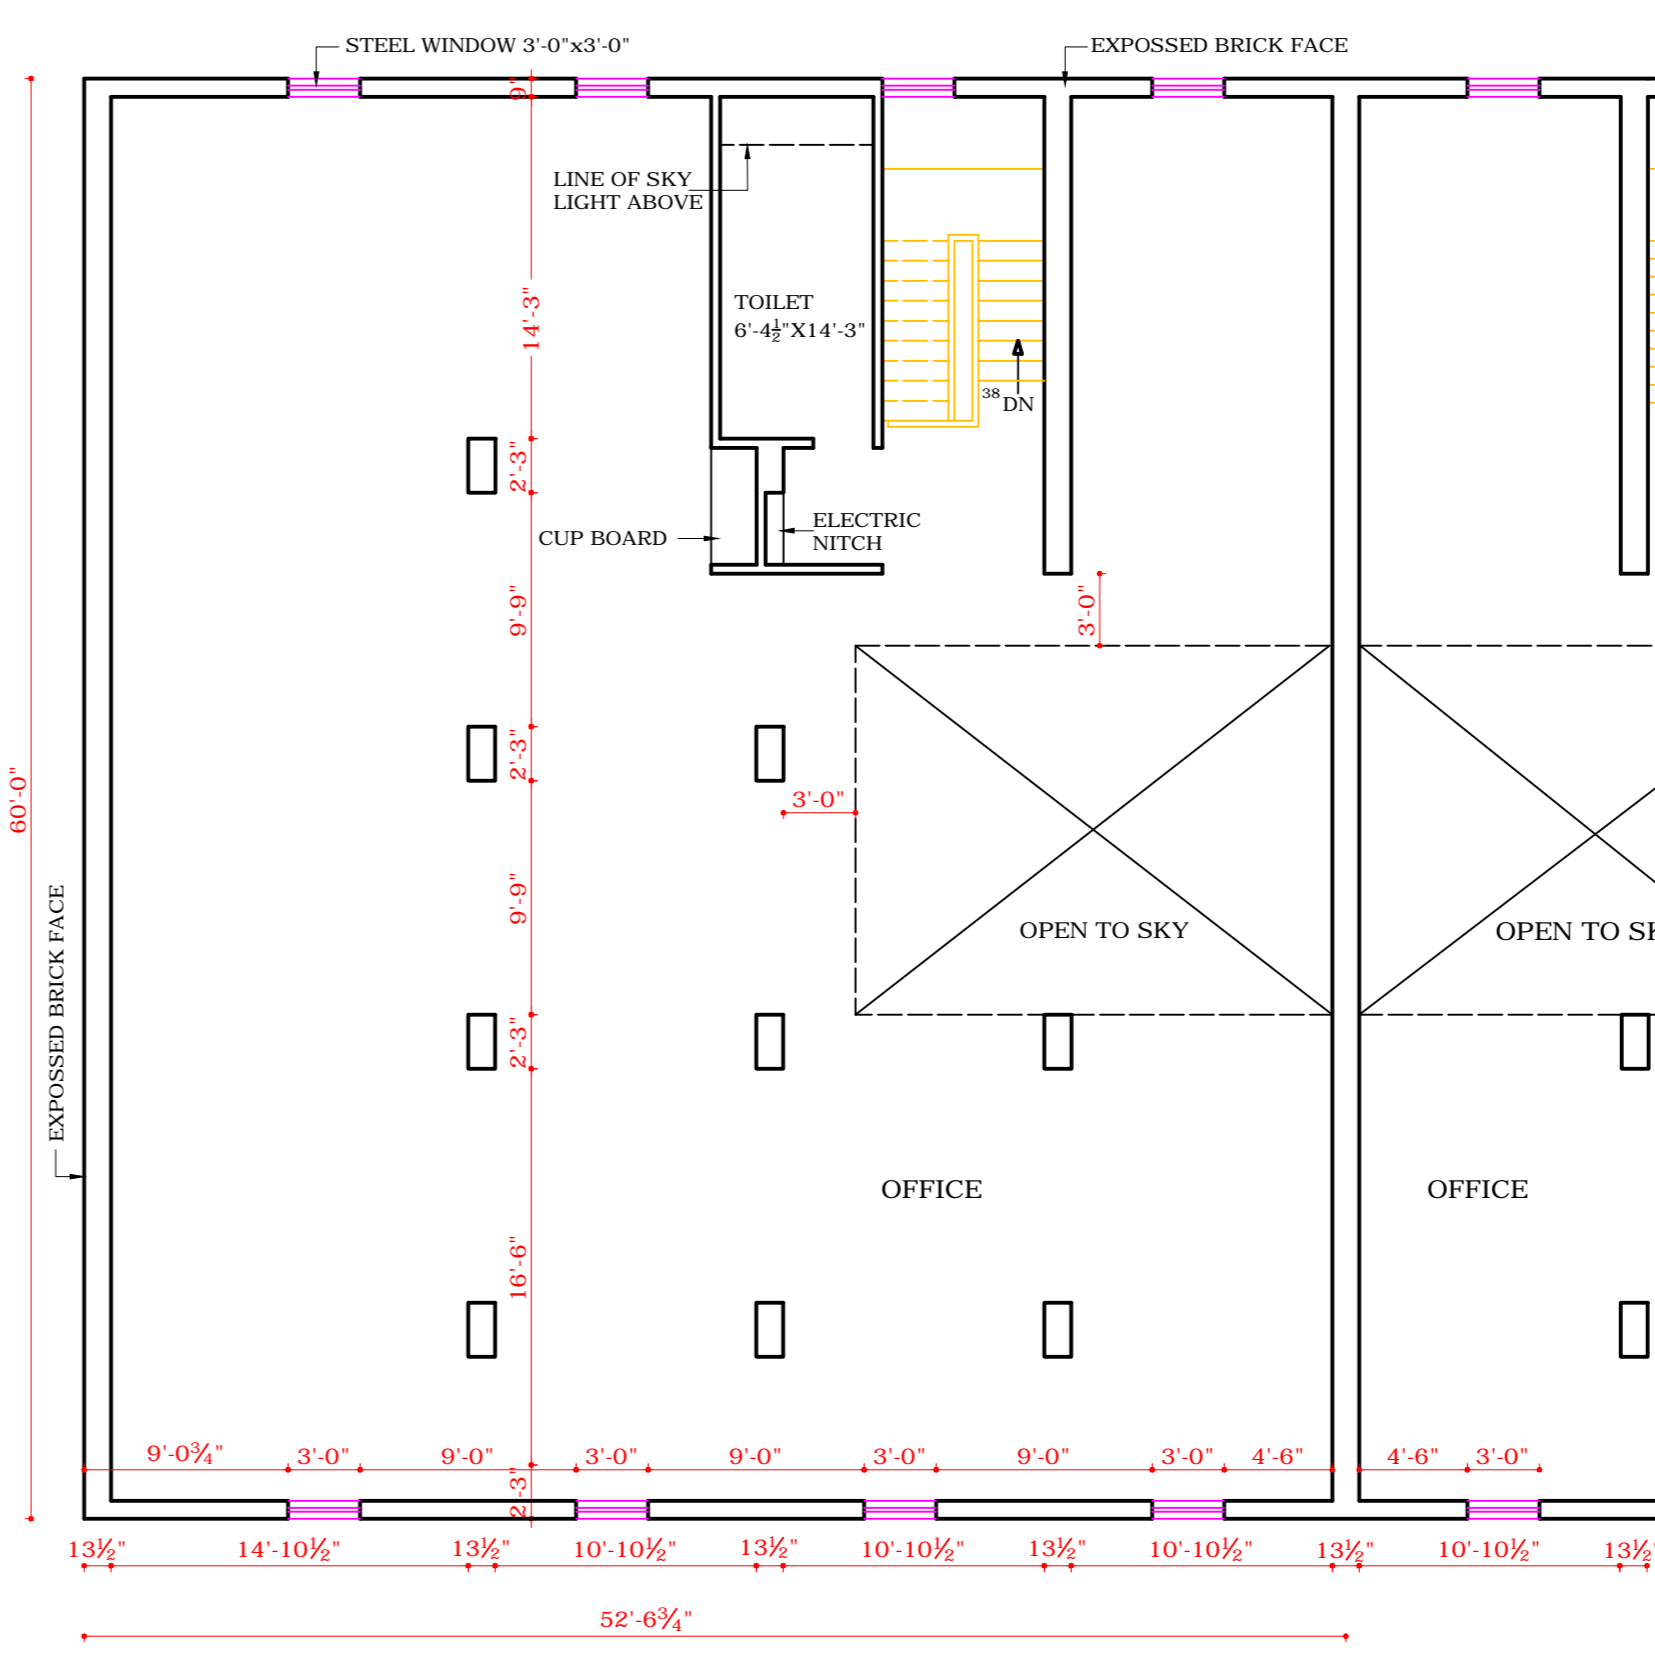 STEEL WINDOW 3'-0"x3'-0"
EXPOSSED BRICK FACE
9"
LINE OF SKY
LIGHT ABOVE
14'-3"
TOILET
6'-4½"X14'-3"
38
DN
2'-3"
CUP BOARD
ELECTRIC
NITCH
9'-9"
3'-0"
2'-3"
3'-0"
60'-0"
9'-9"
EXPOSSED BRICK FACE
OPEN TO SKY
OPEN TO SK
2'-3"
OFFICE
OFFICE
16'-6"
9'-0¾"
3'-0"
9'-0"
3'-0"
9'-0"
3'-0"
9'-0"
3'-0"
4'-6"
4'-6"
3'-0"
2'-3"
13½"
14'-10½"
13½"
10'-10½"
13½"
10'-10½"
13½"
10'-10½"
13½"
10'-10½"
13½"
52'-6¾"